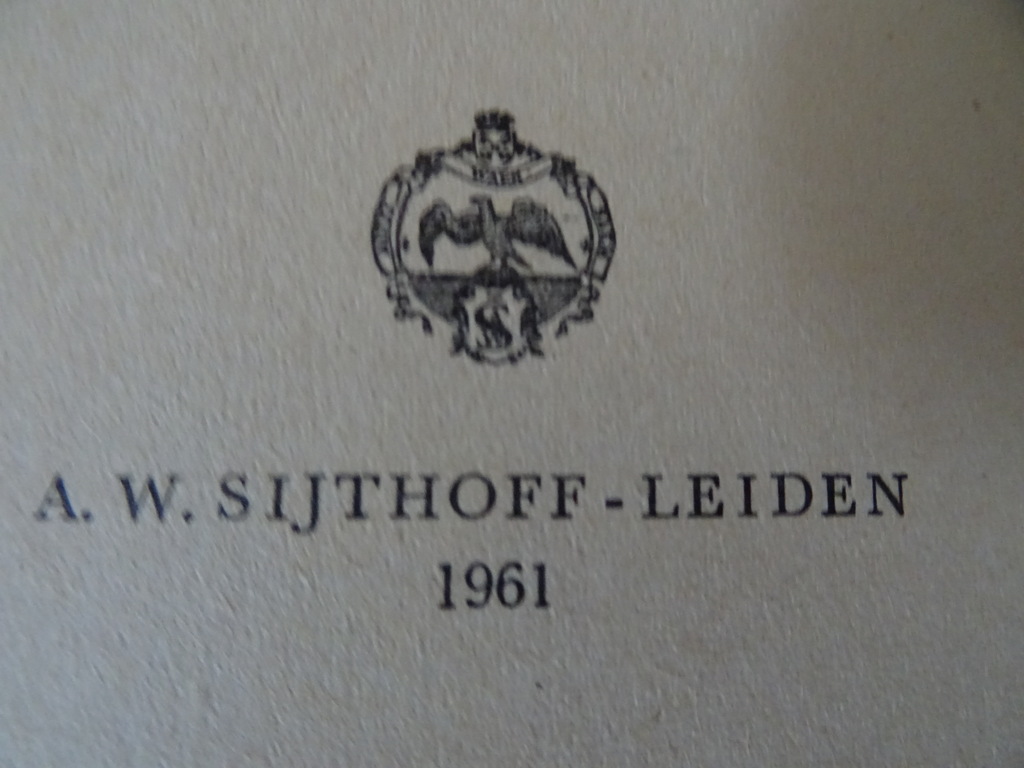 A. W. SIJTHOFF - LEIDEN
1961